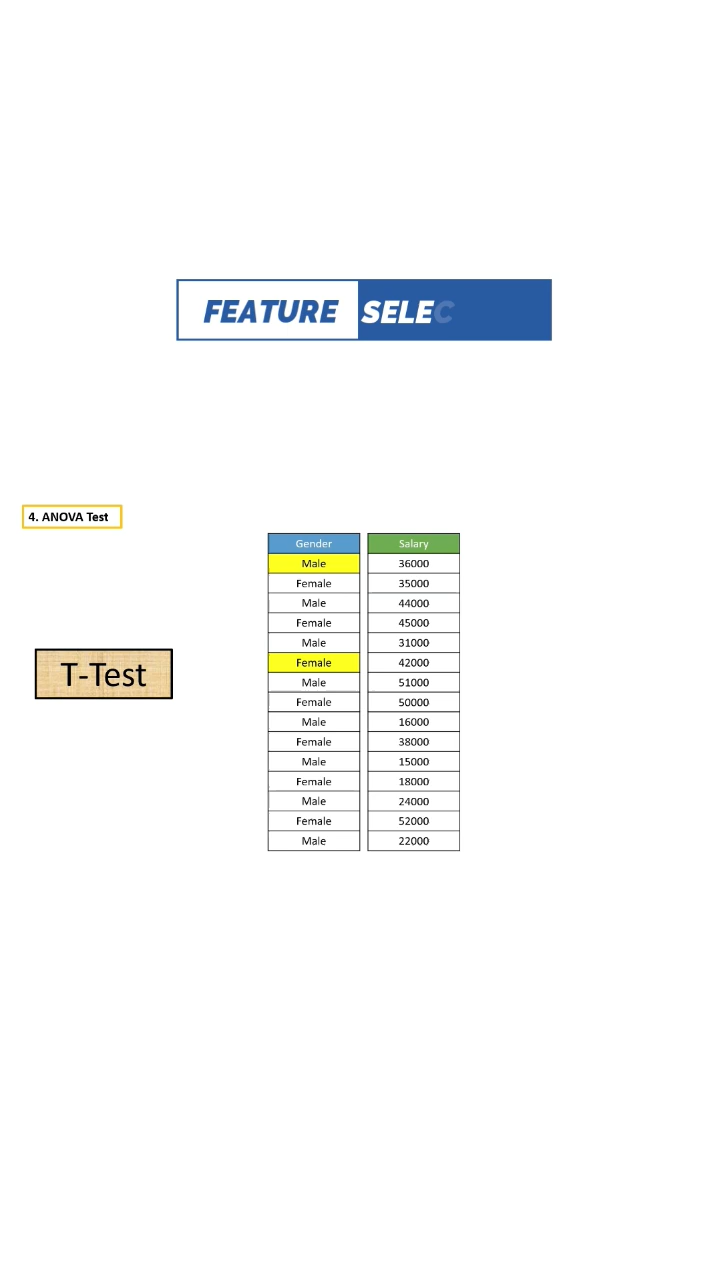 FEATURE SELEC
4. ANOVA Test
Gender Salary
Male 36000
Female 35000
Male 44000
Female 45000
Male 31000
T-Test
Female 42000
Male 51000
Female 50000
Male 16000
Female 38000
Male 15000
Female 18000
Male 24000
Female 52000
Male 22000